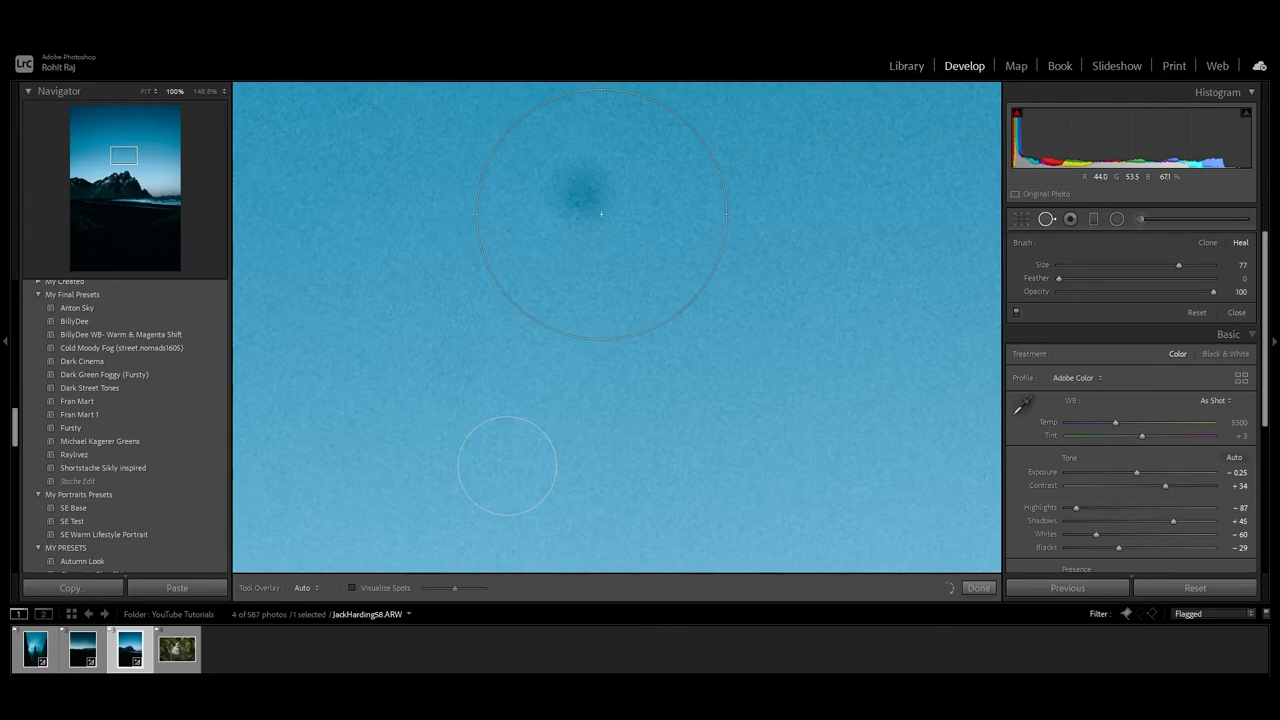 Adobe Photoshop
LrC
Rohit Raj
Library
Develop
Map
Book
Slideshow
Print
Web
Navigator
FIT
100%
Histogram
R 44.0 G 53.5 B 67.1 %
Original Photo
Brush:
Clone
Heal
Size 77
Feather 0
Opacity 100
Reset
Close
Basic
Treatment:
Color
Black & White
Profile:
Adobe Color
WB:
As Shot
Temp 5300
Tint + 3
Tone
Auto
Exposure − 0.25
Contrast + 34
Highlights − 87
Shadows + 45
Whites − 60
Blacks − 29
Presence
Previous
Reset
My Created
My Final Presets
Anton Sky
BillyDee
BillyDee WB- Warm & Magenta Shift
Cold Moody Fog (street.nomads1605)
Dark Cinema
Dark Green Foggy (Fursty)
Dark Street Tones
Fran Mart
Fran Mart 1
Fursty
Michael Kagerer Greens
Raylivez
Shortstache Sikly inspired
Stache Edit
My Portraits Presets
SE Base
SE Test
SE Warm Lifestyle Portrait
MY PRESETS
Autumn Look
Copy...
Paste
Tool Overlay: Auto
Visualize Spots
Done
1
2
Folder : YouTube Tutorials
4 of 587 photos / 1 selected / JackHarding58.ARW
Filter:
Flagged